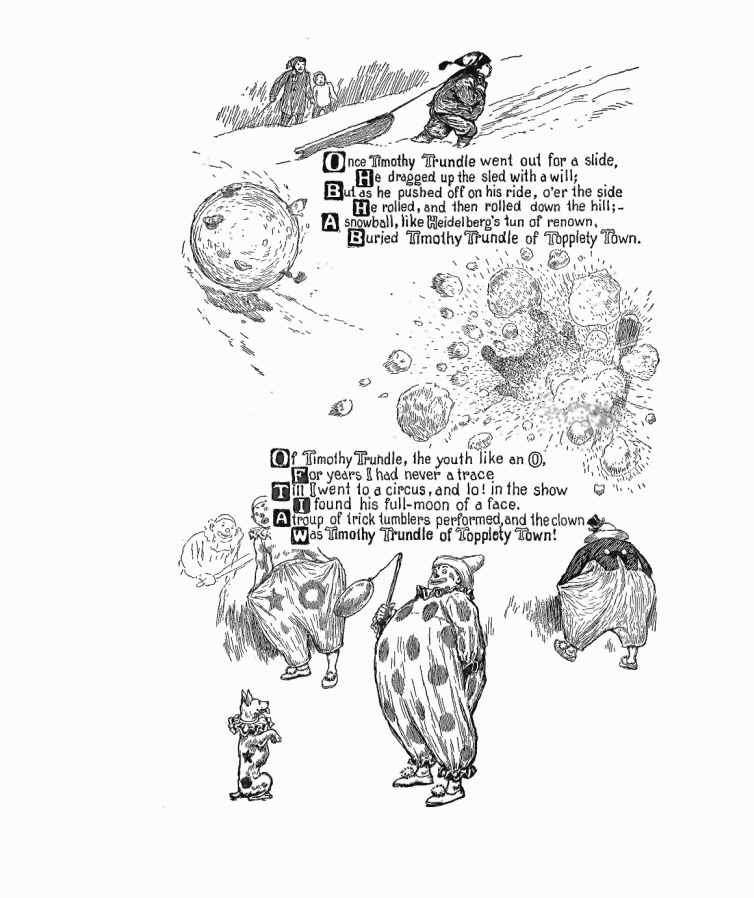 Once Timothy Trundle went out for a slide,
He dragged up the sled with a will;
But as he pushed off on his ride, o'er the side
He rolled, and then rolled down the hill;-
A snowball, like Heidelberg's tun of renown,
Buried Timothy Trundle of Topplety Town.
Of Timothy Trundle, the youth like an O,
For years I had never a trace
Till I went to a circus, and lo! in the show
I found his full-moon of a face.
A troup of trick tumblers performed, and the clown
Was Timothy Trundle of Topplety Town!